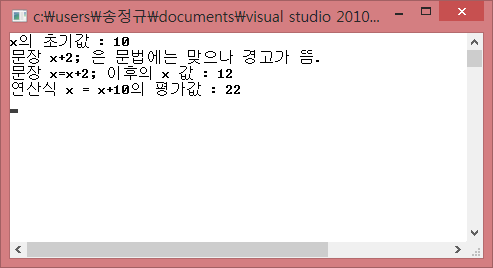 c:₩users₩송정규₩documents₩visual studio 2010...
x의 초기값 : 10
문장 x+2; 은 문법에는 맞으나 경고가 뜸.
문장 x=x+2; 이후의 x 값 : 12
연산식 x = x+10의 평가값 : 22